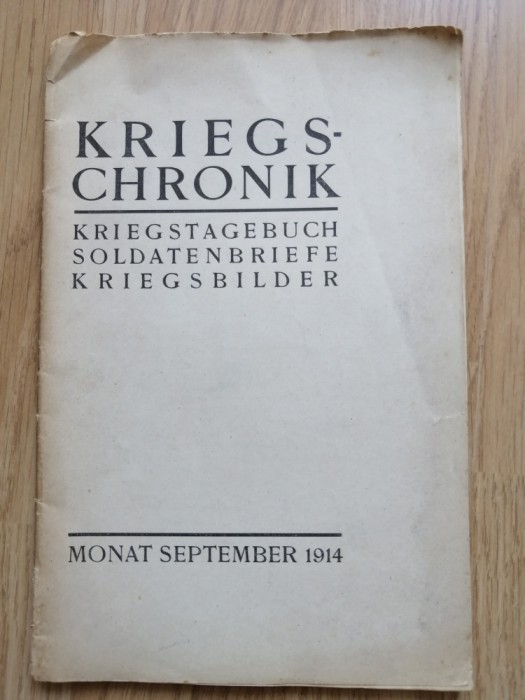 KRIEGS-
CHRONIK
KRIEGSTAGEBUCH
SOLDATENBRIEFE
KRIEGSBILDER
MONAT SEPTEMBER 1914